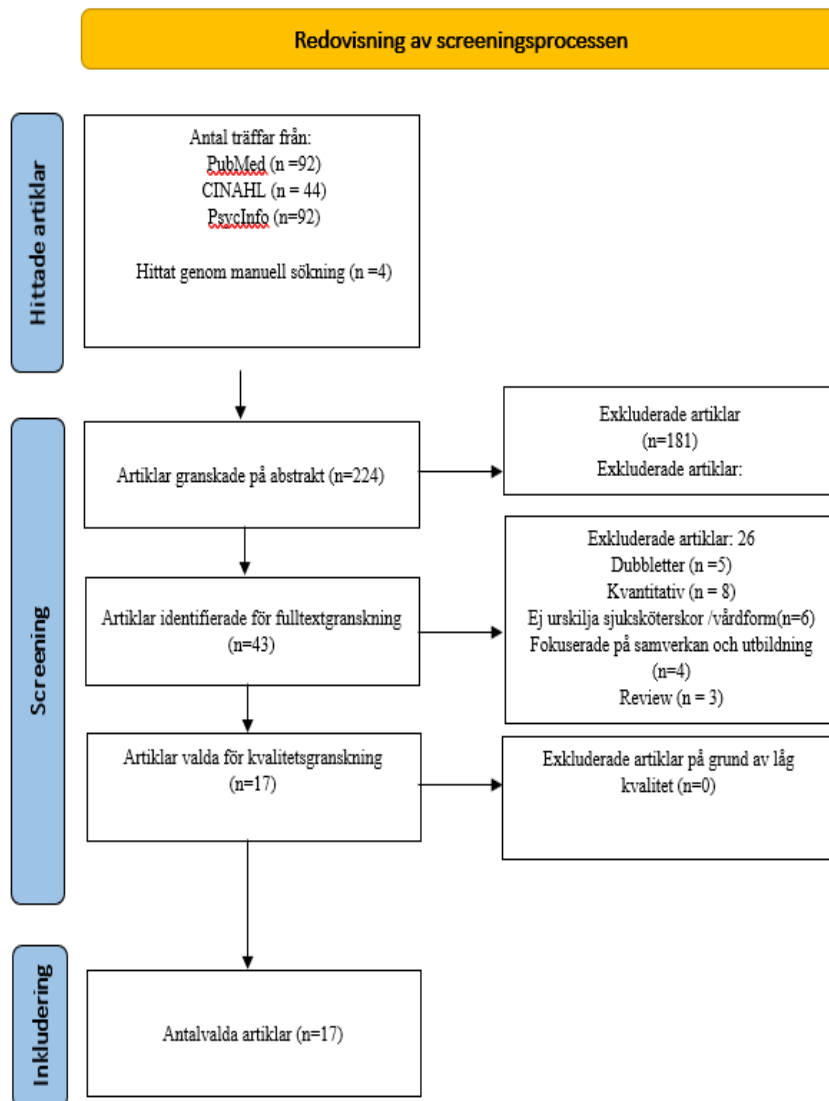 Redovisning av screeningsprocessen
Hittade artiklar
Antal träffar från:
PubMed (n =92)
CINAHL (n = 44)
PsycInfo (n=92)
Hittat genom manuell sökning (n =4)
Screening
Artiklar granskade på abstrakt (n=224)
Exkluderade artiklar
(n=181)
Exkluderade artiklar:
Artiklar identifierade för fulltextgranskning
(n=43)
Exkluderade artiklar: 26
Dubbletter (n =5)
Kvantitativ (n = 8)
Ej urskilja sjuksköterskor /vårdform(n=6)
Fokuserade på samverkan och utbildning
(n=4)
Review (n = 3)
Artiklar valda för kvalitetsgranskning
(n=17)
Exkluderade artiklar på grund av låg
kvalitet (n=0)
Inkludering
Antalvalda artiklar (n=17)